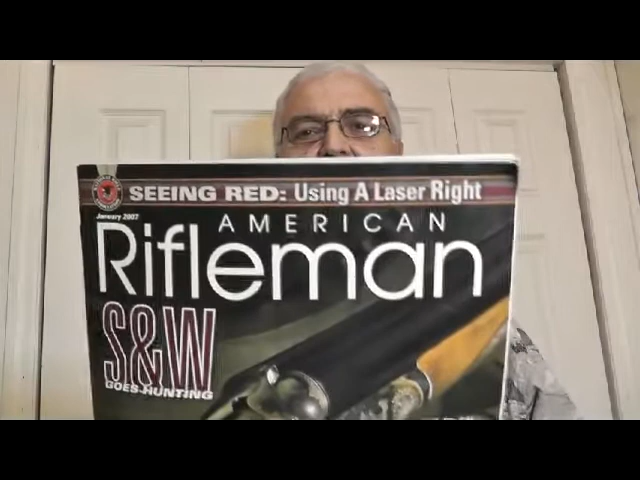 SEEING RED: Using A Laser Right
January 2007
AMERICAN
Rifleman
S&W
GOES HUNTING